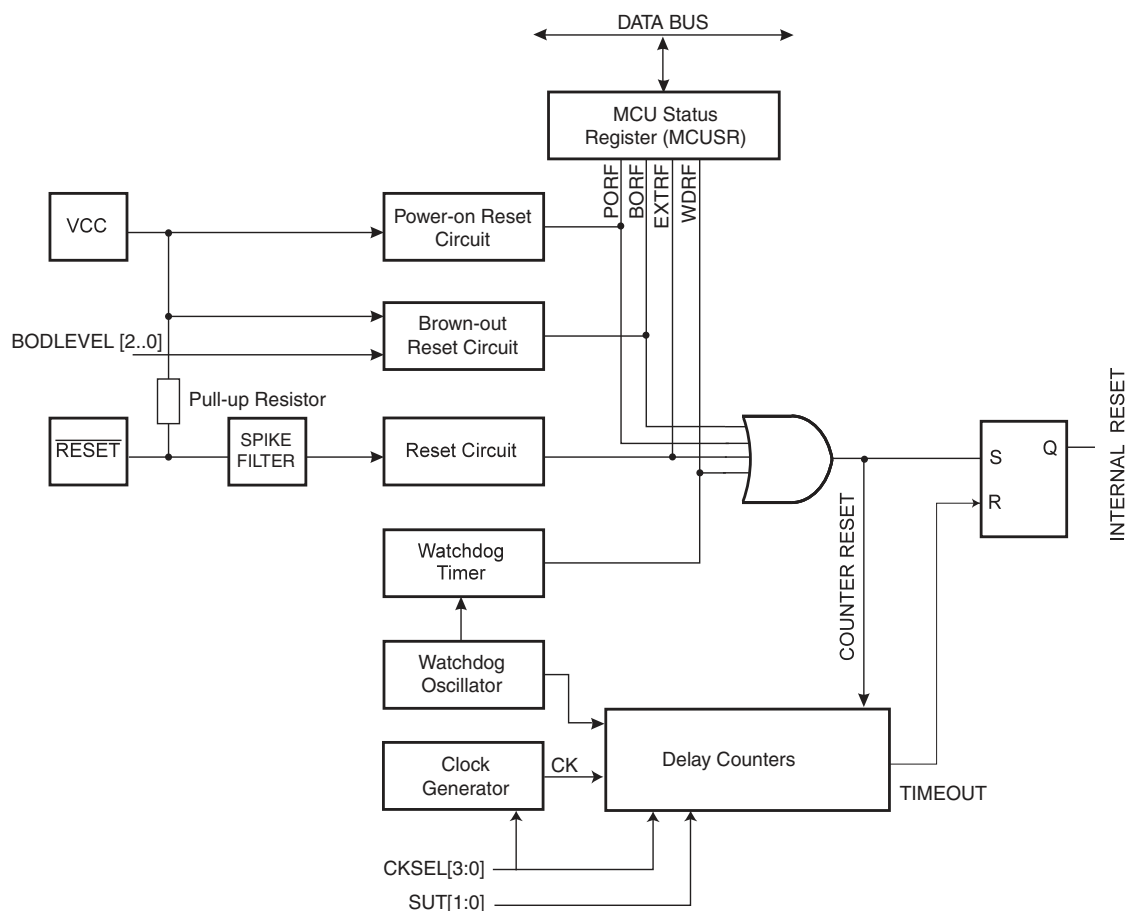 DATA BUS
MCU Status
Register (MCUSR)
PORF
BORF
EXTRF
WDRF
VCC
Power-on Reset
Circuit
BODLEVEL [2..0]
Brown-out
Reset Circuit
Pull-up Resistor
RESET
SPIKE
FILTER
Reset Circuit
S
Q
R
INTERNAL RESET
Watchdog
Timer
COUNTER RESET
Watchdog
Oscillator
Clock
Generator
CK
Delay Counters
TIMEOUT
CKSEL[3:0]
SUT[1:0]